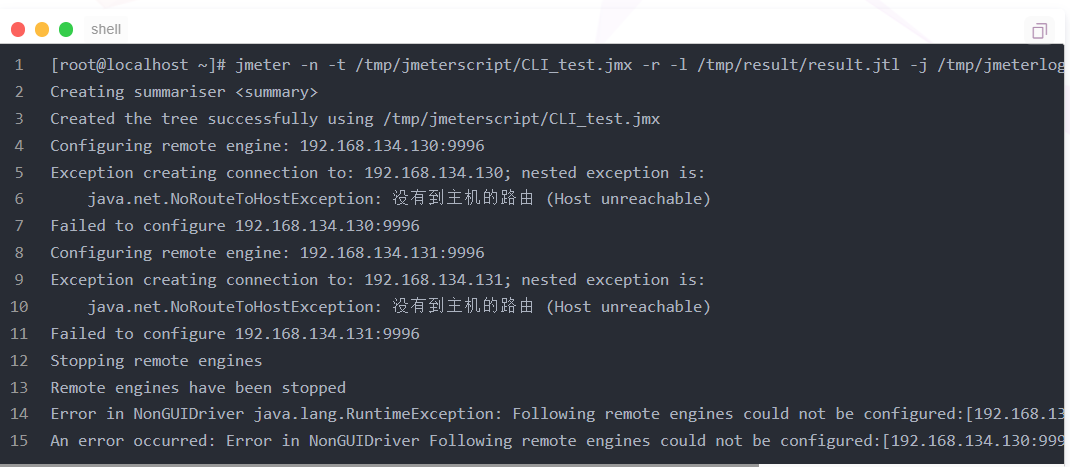 shell
1 [root@localhost ~]# jmeter -n -t /tmp/jmeterscript/CLI_test.jmx -r -l /tmp/result/result.jtl -j /tmp/jmeterlog
2 Creating summariser <summary>
3 Created the tree successfully using /tmp/jmeterscript/CLI_test.jmx
4 Configuring remote engine: 192.168.134.130:9996
5 Exception creating connection to: 192.168.134.130; nested exception is:
6 java.net.NoRouteToHostException: 没有到主机的路由 (Host unreachable)
7 Failed to configure 192.168.134.130:9996
8 Configuring remote engine: 192.168.134.131:9996
9 Exception creating connection to: 192.168.134.131; nested exception is:
10 java.net.NoRouteToHostException: 没有到主机的路由 (Host unreachable)
11 Failed to configure 192.168.134.131:9996
12 Stopping remote engines
13 Remote engines have been stopped
14 Error in NonGUIDriver java.lang.RuntimeException: Following remote engines could not be configured:[192.168.13
15 An error occurred: Error in NonGUIDriver Following remote engines could not be configured:[192.168.134.130:999